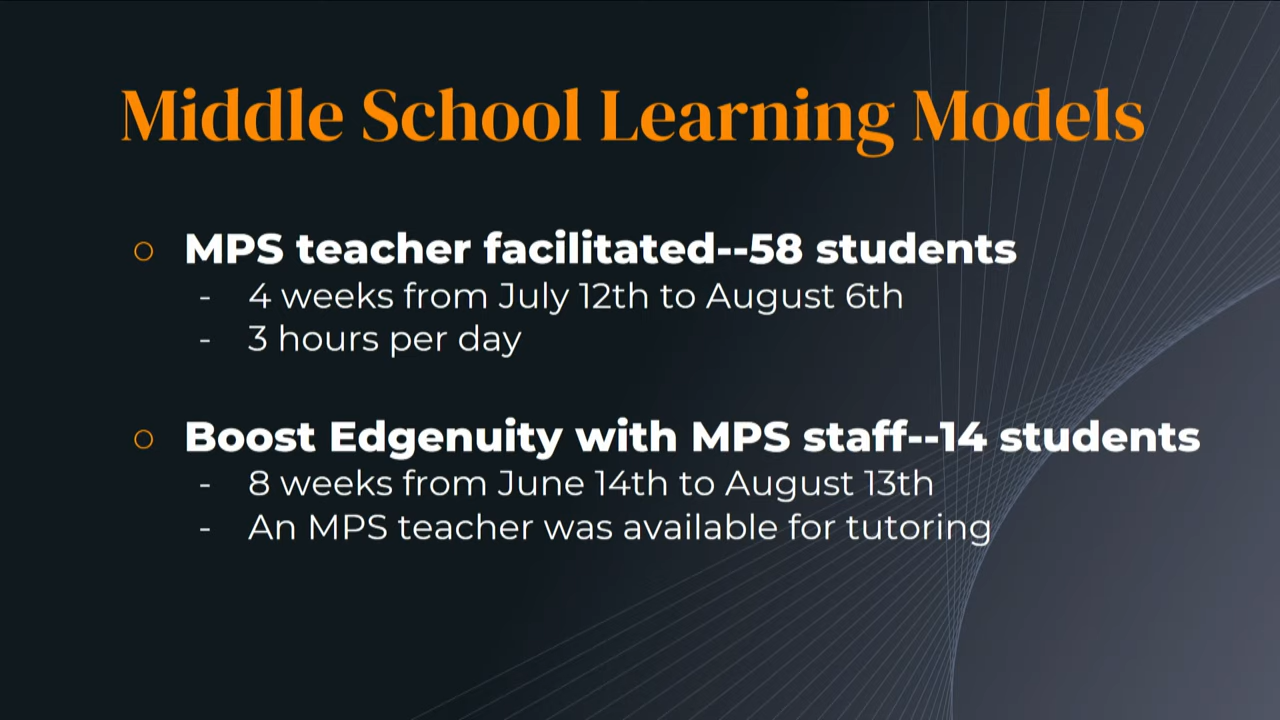 Middle School Learning Models
○ MPS teacher facilitated--58 students
- 4 weeks from July 12th to August 6th
- 3 hours per day
○ Boost Edgenuity with MPS staff--14 students
- 8 weeks from June 14th to August 13th
- An MPS teacher was available for tutoring